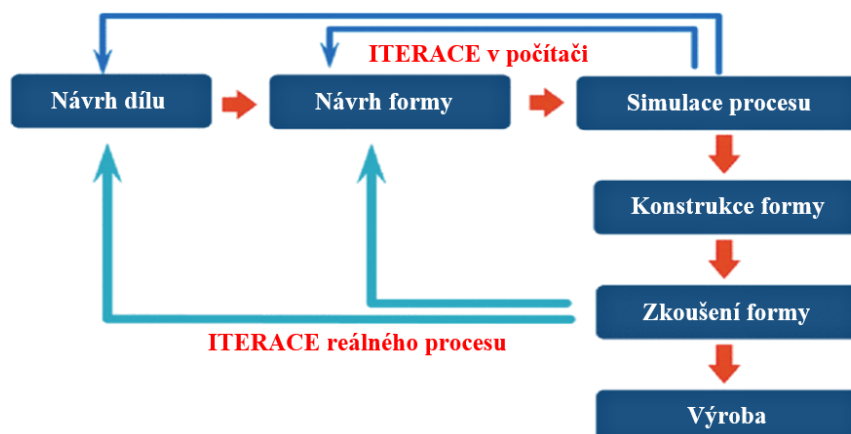 ITERACE v počítači
Návrh dílu
Návrh formy
Simulace procesu
Konstrukce formy
Zkoušení formy
ITERACE reálného procesu
Výroba